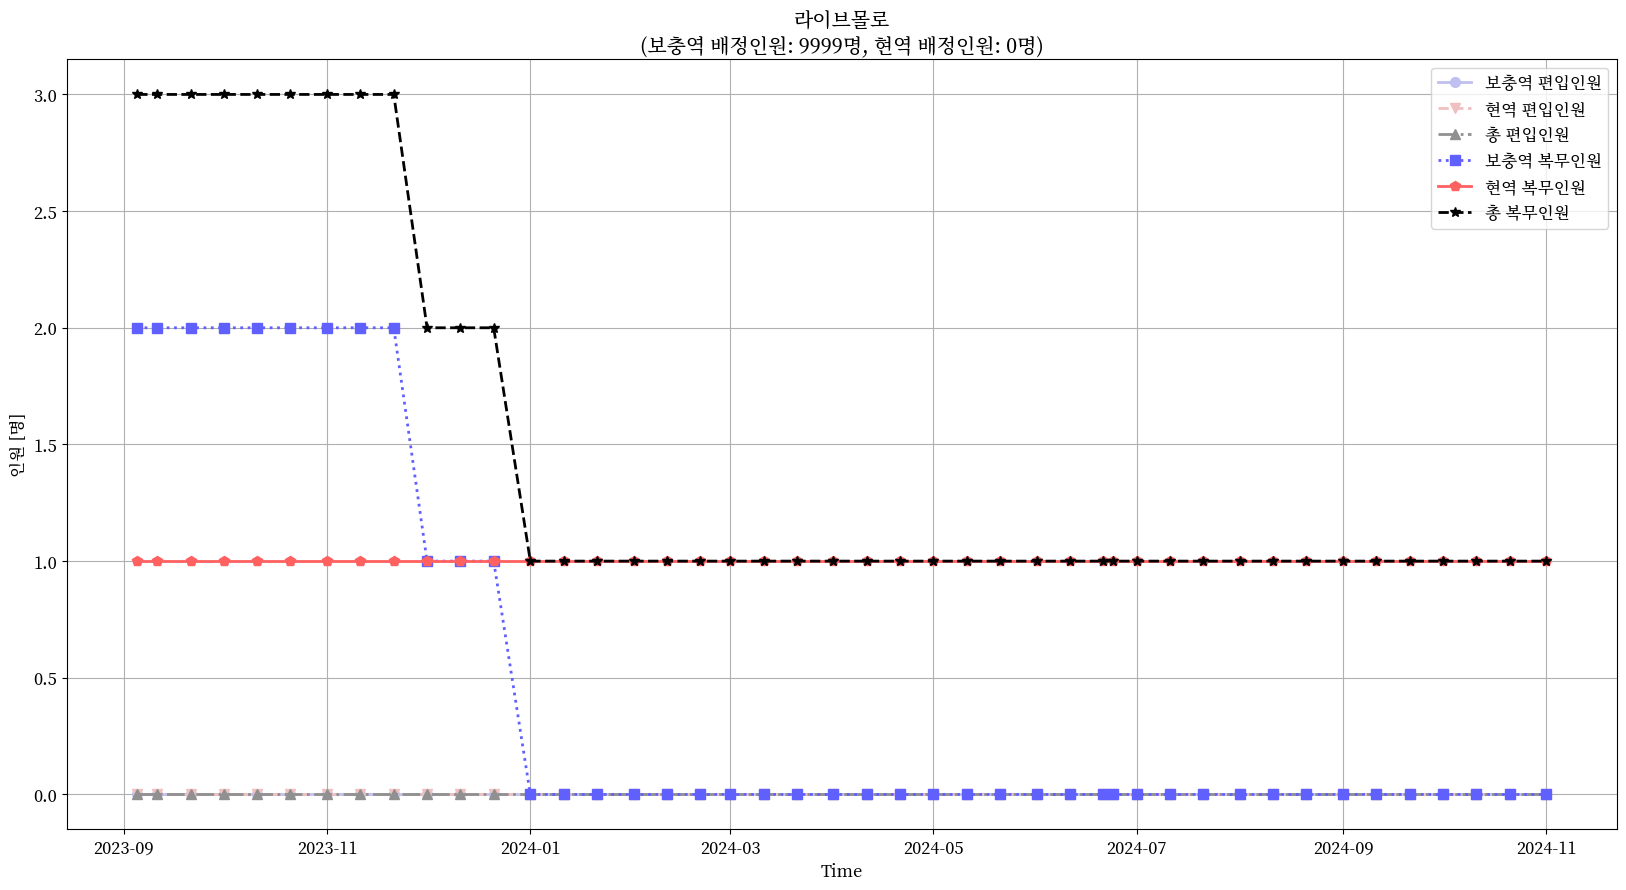 라이브몰로
(보충역 배정인원: 9999명, 현역 배정인원: 0명)
보충역 편입인원
현역 편입인원
총 편입인원
보충역 복무인원
현역 복무인원
총 복무인원
인원 [명]
3.0
2.5
2.0
1.5
1.0
0.5
0.0
2023-09
2023-11
2024-01
2024-03
2024-05
2024-07
2024-09
2024-11
Time